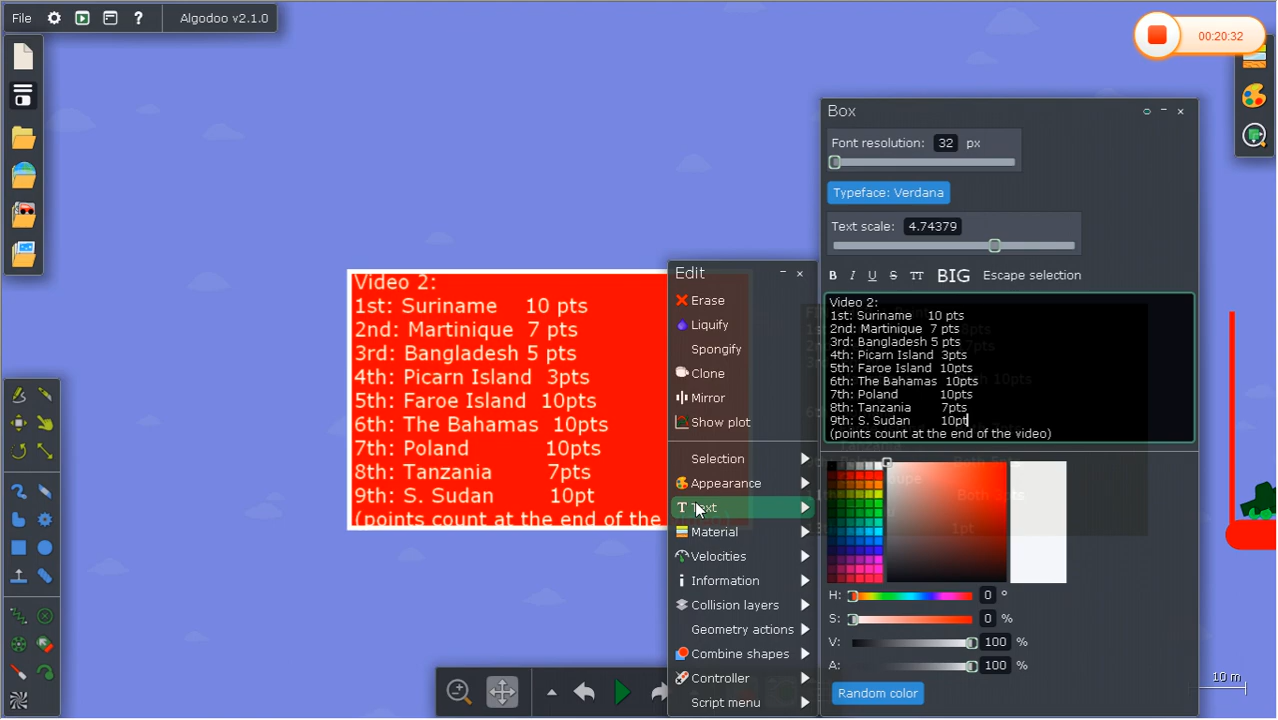 File
Algodoo v2.1.0
00:20:32
Video 2:
1st: Suriname 10 pts
2nd: Martinique 7 pts
3rd: Bangladesh 5 pts
4th: Picarn Island 3pts
5th: Faroe Island 10pts
6th: The Bahamas 10pts
7th: Poland 10pts
8th: Tanzania 7pts
9th: S. Sudan 10pt
(points count at the end of the
Edit
Erase
Liquify
Spongify
Clone
Mirror
Show plot
Selection
Appearance
Text
Material
Velocities
Information
Collision layers
Geometry actions
Combine shapes
Controller
Script menu
Box
Font resolution: 32 px
Typeface: Verdana
Text scale: 4.74379
B I U S TT BIG Escape selection
Video 2:
1st: Suriname 10 pts
2nd: Martinique 7 pts
3rd: Bangladesh 5 pts
4th: Picarn Island 3pts
5th: Faroe Island 10pts
6th: The Bahamas 10pts
7th: Poland 10pts
8th: Tanzania 7pts
9th: S. Sudan 10pt
(points count at the end of the video)
H: 0 °
S: 0 %
V: 100 %
A: 100 %
Random color
10 m